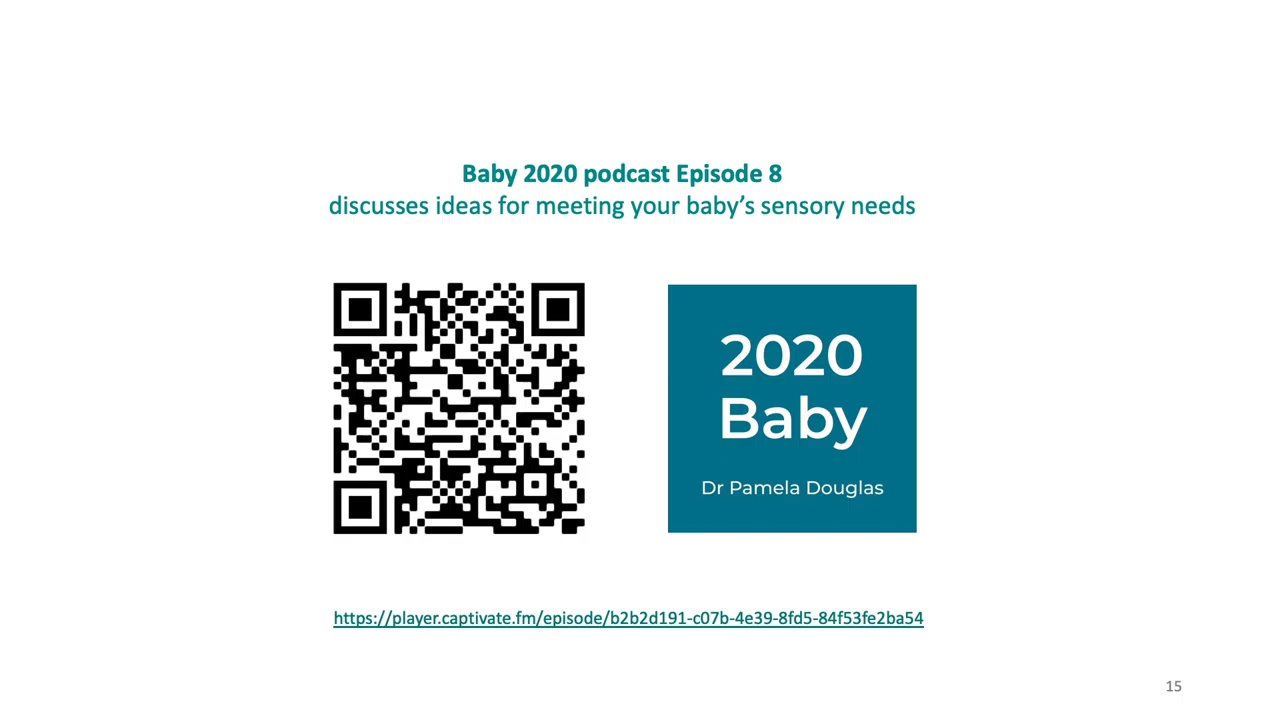 Baby 2020 podcast Episode 8
discusses ideas for meeting your baby’s sensory needs
2020
Baby
Dr Pamela Douglas
https://player.captivate.fm/episode/b2b2d191-c07b-4e39-8fd5-84f53fe2ba54
15